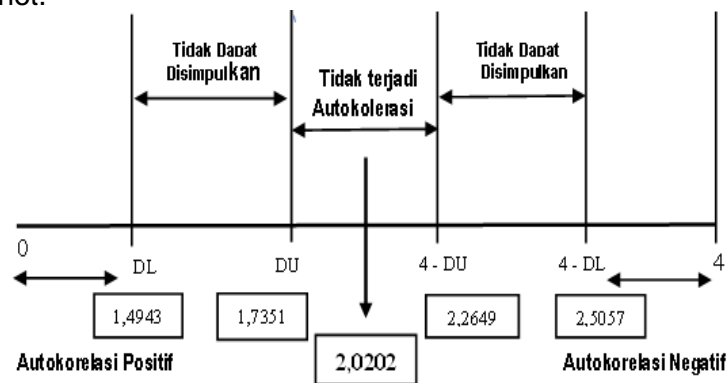 not.
Tidak Dapat
Disimpulkan
Tidak terjadi
Autokolerasi
Tidak Dapat
Disimpulkan
0
DL
DU
4 - DU
4 - DL
4
1,4943
1,7351
2,2649
2,5057
Autokorelasi Positif
2,0202
Autokorelasi Negatif